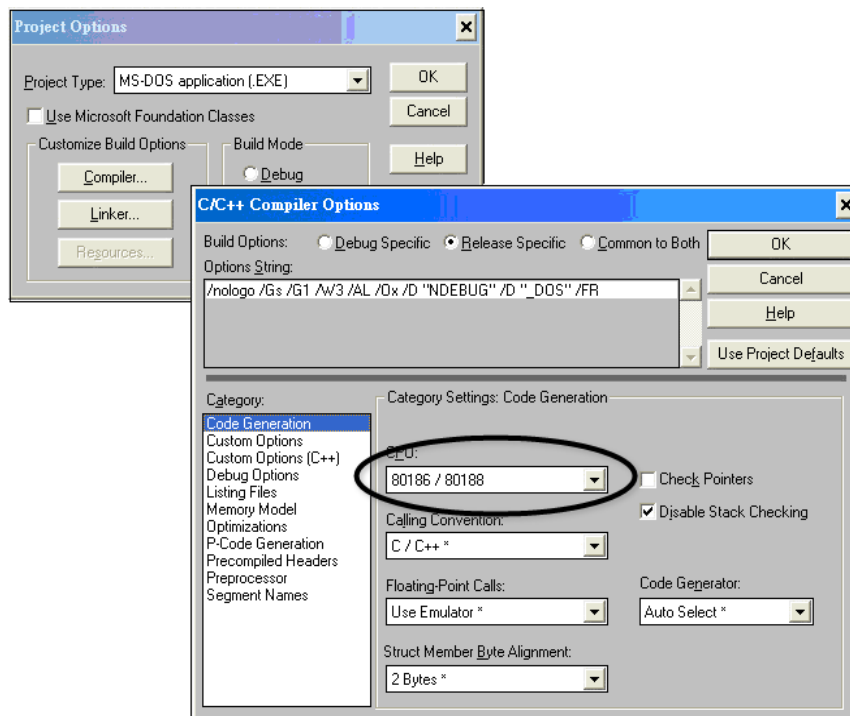 Project Options
Project Type: MS-DOS application (.EXE)
OK
Use Microsoft Foundation Classes
Cancel
Customize Build Options
Build Mode
Help
Compiler...
Debug
Linker...
Resources...
C/C++ Compiler Options
Build Options: Debug Specific Release Specific Common to Both
OK
Options String:
/nologo /Gs /G1 /W3 /AL /Ox /D "NDEBUG" /D "_DOS" /FR
Cancel
Help
Use Project Defaults
Category:
Code Generation
Custom Options
Custom Options (C++)
Debug Options
Listing Files
Memory Model
Optimizations
P-Code Generation
Precompiled Headers
Preprocessor
Segment Names
Category Settings: Code Generation
CPU:
80186 / 80188
Check Pointers
Disable Stack Checking
Calling Convention:
C / C++ *
Floating-Point Calls:
Use Emulator *
Code Generator:
Auto Select *
Struct Member Byte Alignment:
2 Bytes *